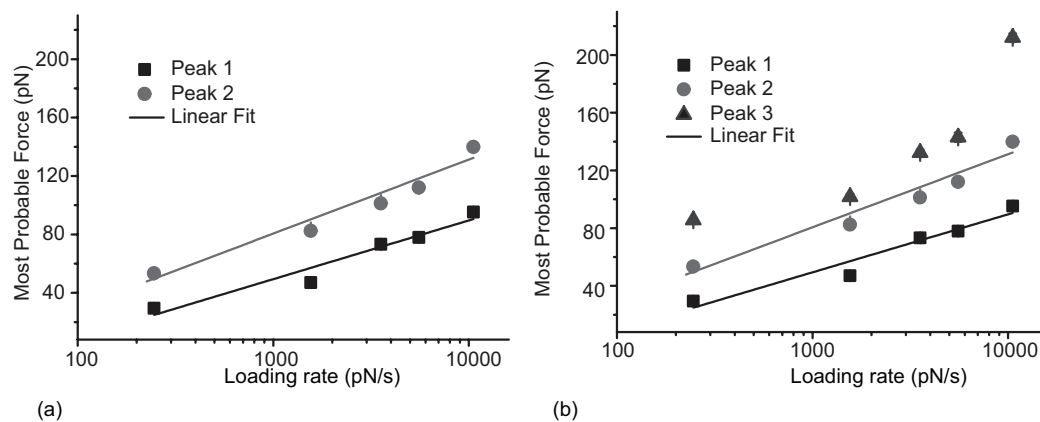 200
160
120
80
40
Most Probable Force (pN)
Peak 1
Peak 2
Linear Fit
100
1000
10000
Loading rate (pN/s)
(a)
200
160
120
80
40
Most Probable Force (pN)
Peak 1
Peak 2
Peak 3
Linear Fit
100
1000
10000
Loading rate (pN/s)
(b)